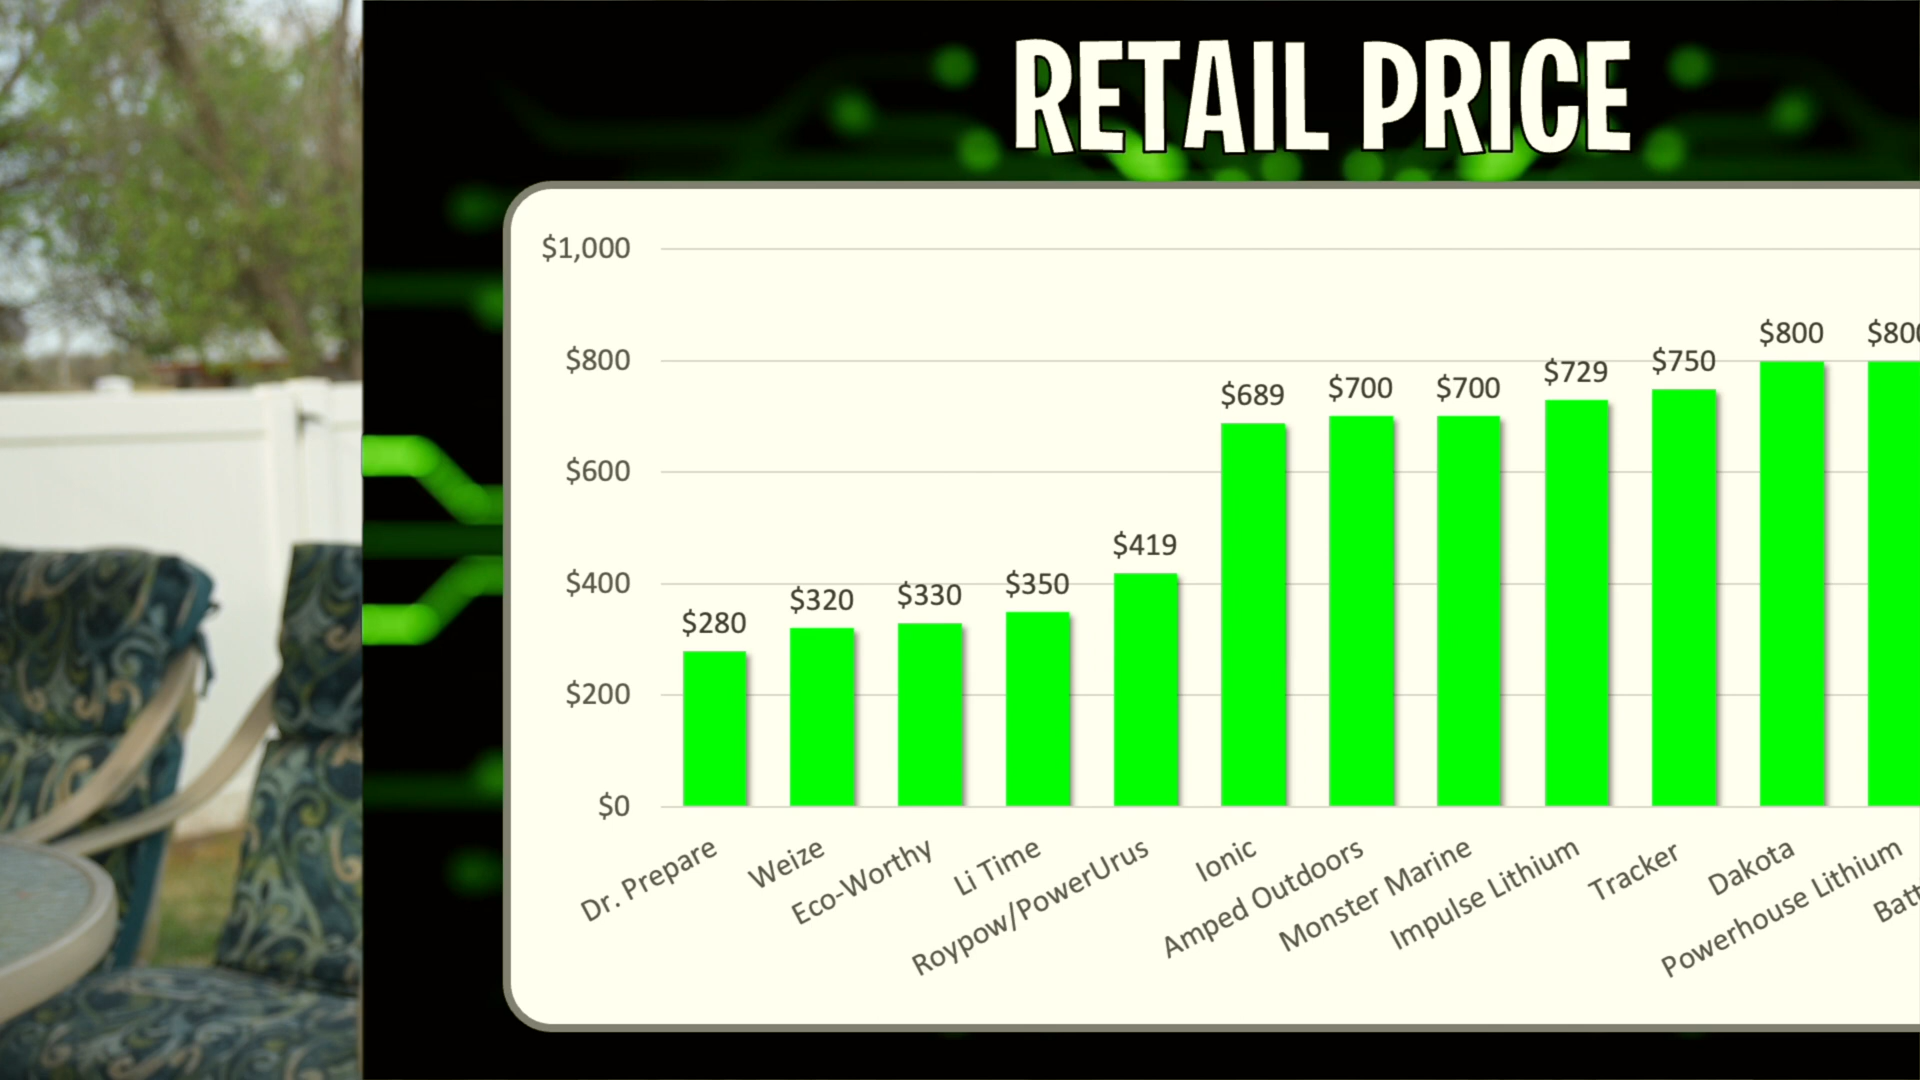 RETAIL PRICE
$1,000
$800
$600
$400
$200
$0
$280
$320
$330
$350
$419
$689
$700
$700
$729
$750
$800
Dr. Prepare
Weize
Eco-Worthy
Li Time
Roypow/PowerUrus
Ionic
Amped Outdoors
Monster Marine
Impulse Lithium
Tracker
Dakota
Powerhouse Lithium